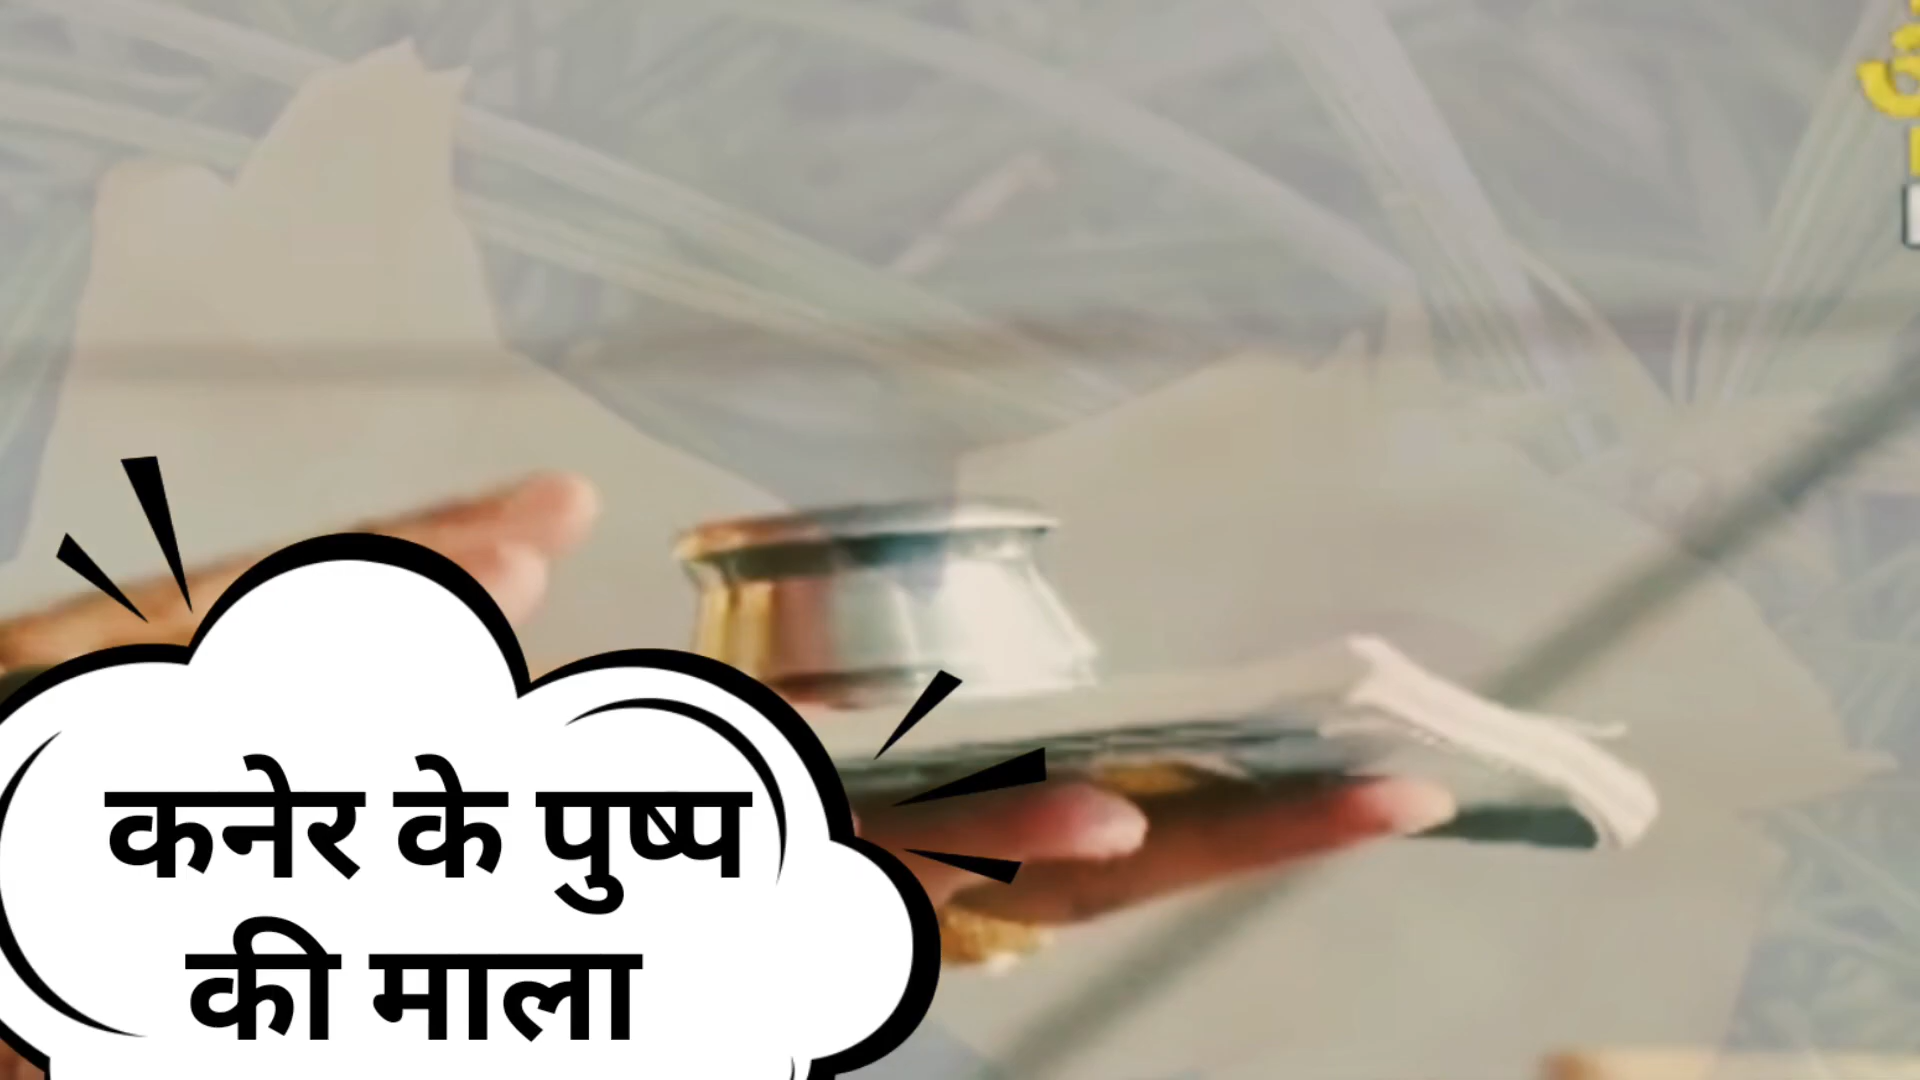 कनेर के पुष्प
की माला